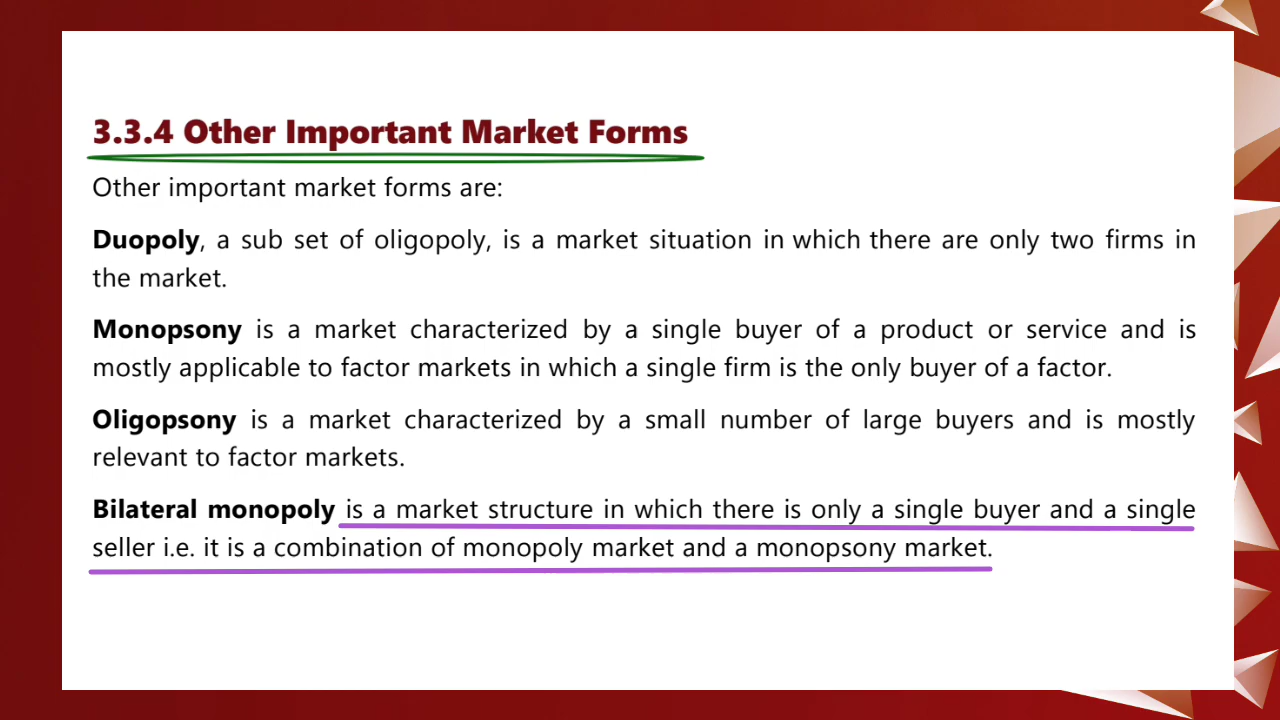 3.3.4 Other Important Market Forms
Other important market forms are:
Duopoly, a sub set of oligopoly, is a market situation in which there are only two firms in
the market.
Monopsony is a market characterized by a single buyer of a product or service and is
mostly applicable to factor markets in which a single firm is the only buyer of a factor.
Oligopsony is a market characterized by a small number of large buyers and is mostly
relevant to factor markets.
Bilateral monopoly is a market structure in which there is only a single buyer and a single
seller i.e. it is a combination of monopoly market and a monopsony market.